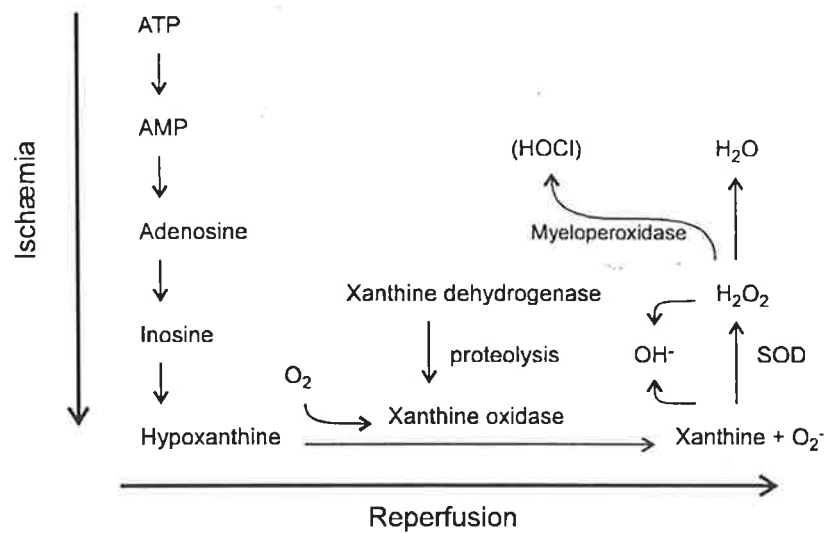 ATP
AMP
(HOCl)
H₂O
Adenosine
Myeloperoxidase
Ischæmia
Xanthine dehydrogenase
H₂O₂
Inosine
proteolysis
OH-
SOD
O₂
Xanthine oxidase
Hypoxanthine
Xanthine + O₂-
Reperfusion